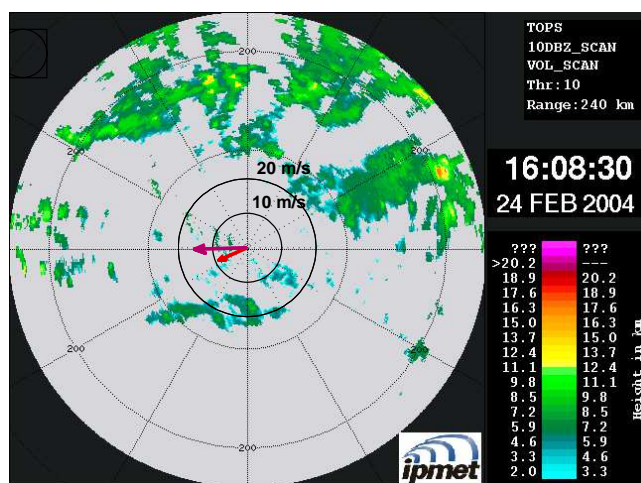 TOPS
10DBZ_SCAN
VOL_SCAN
Thr:10
Range:240 km
16:08:30
24 FEB 2004
200
200
20 m/s
10 m/s
200
200
200
??? ???
>20.2 ---
18.9 20.2
17.6 18.9
16.3 17.6
15.0 16.3
13.7 15.0
12.4 13.7
11.1 12.4
9.8 11.1
8.5 9.8
7.2 8.5
5.9 7.2
4.6 5.9
3.3 4.6
2.0 3.3
Height in km
ipmet